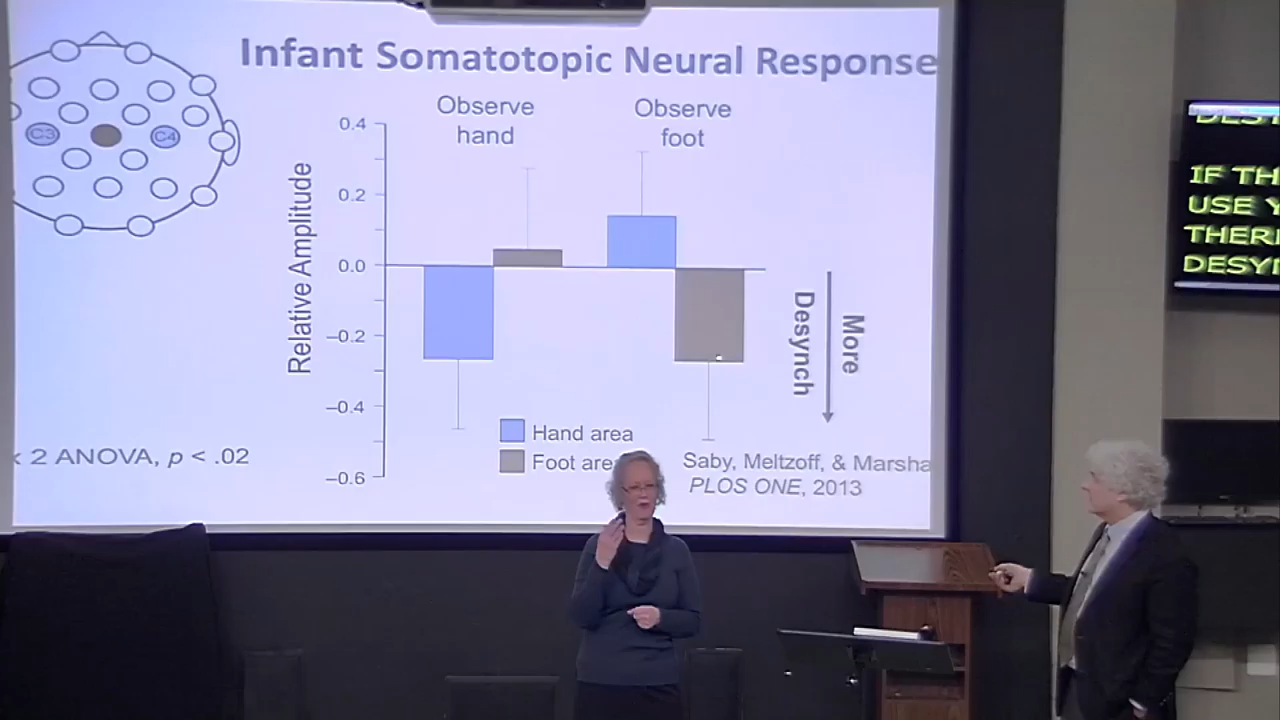 Infant Somatotopic Neural Response
Observe
hand
Observe
foot
C3
C4
0.4
0.2
0.0
–0.2
–0.4
–0.6
Relative Amplitude
More
Desynch
Hand area
Foot are
2 ANOVA, p < .02
Saby, Meltzoff, & Marsha
PLOS ONE, 2013
IF TH
USE Y
THER
DESY